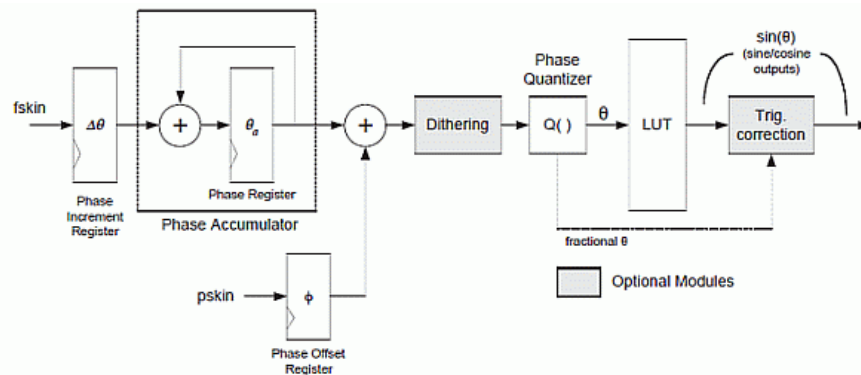 sin(θ)
(sine/cosine
outputs)
Phase
Quantizer
fskin
Δθ
+
θa
+
Dithering
Q( )
θ
LUT
Trig.
correction
Phase Register
Phase
Increment
Register
Phase Accumulator
fractional θ
pskin
ϕ
Optional Modules
Phase Offset
Register